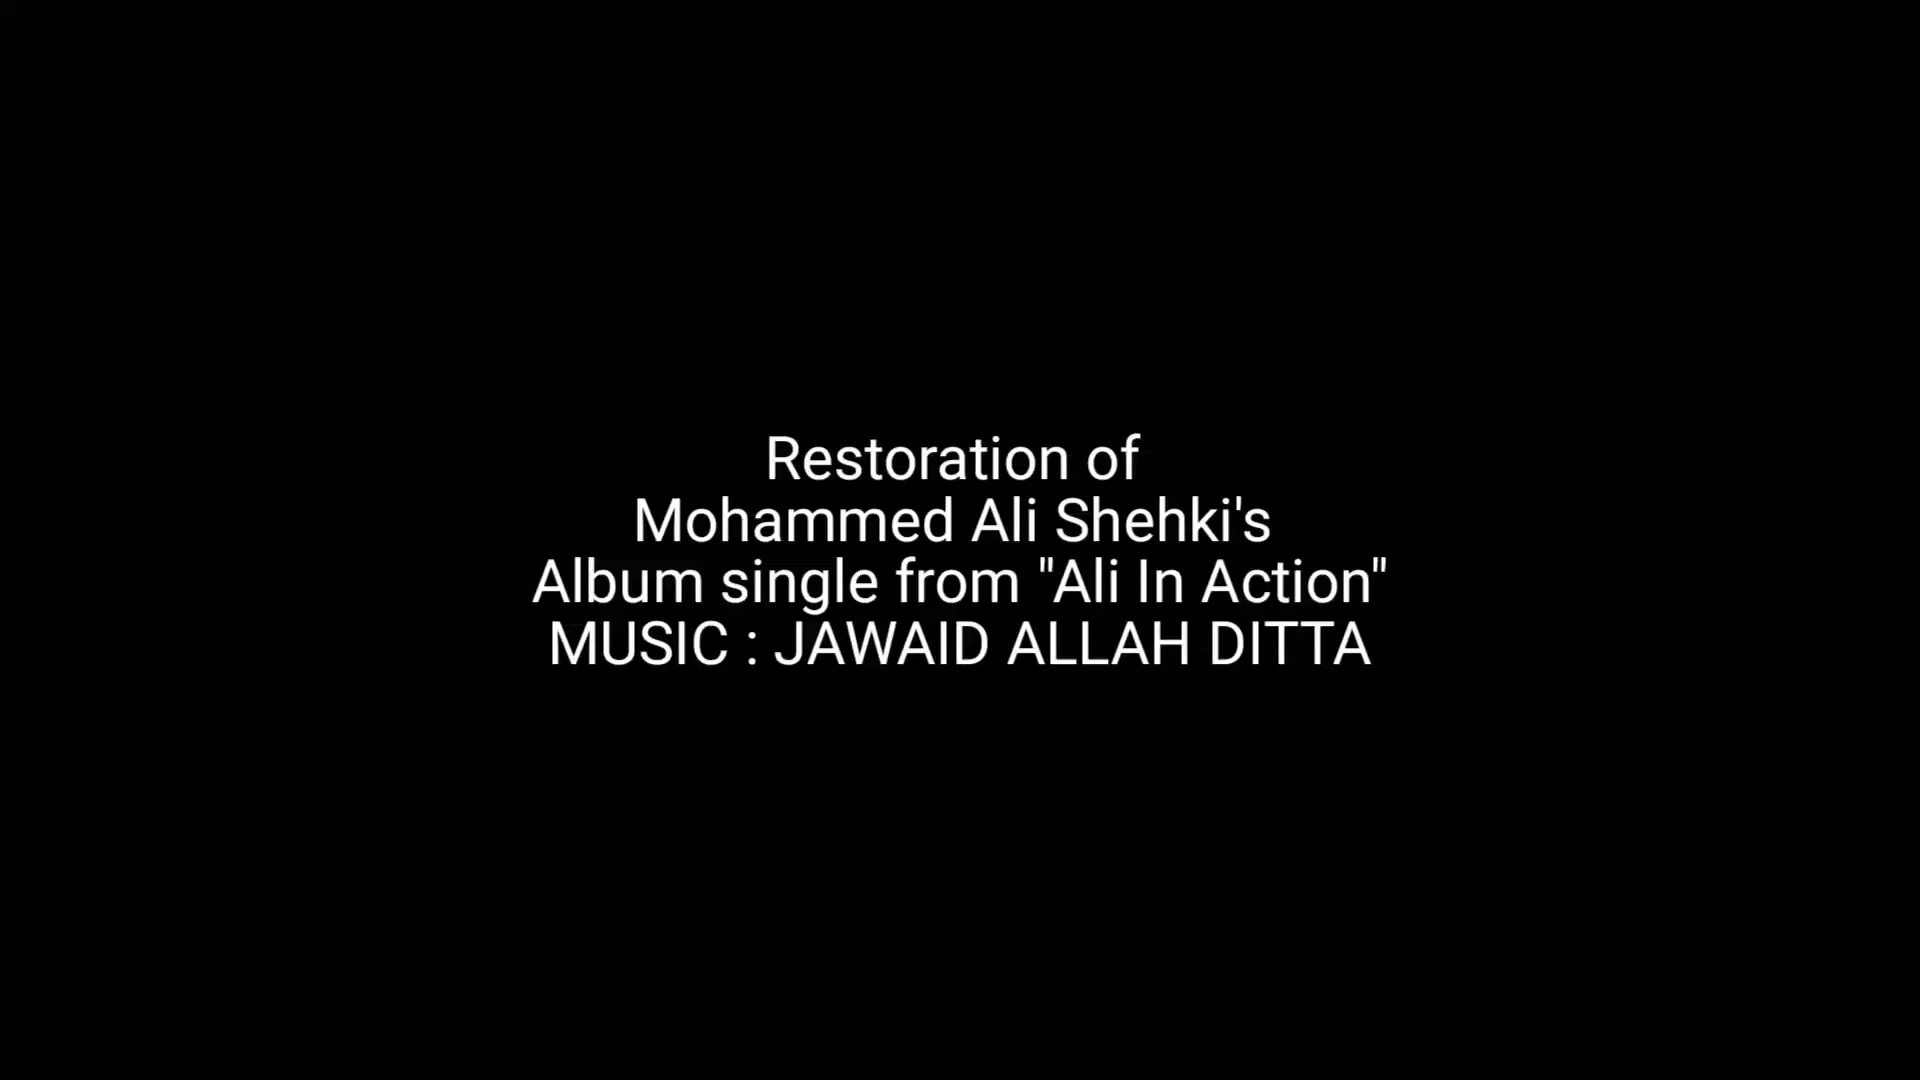 Restoration of
Mohammed Ali Shehki's
Album single from "Ali In Action"
MUSIC : JAWAID ALLAH DITTA